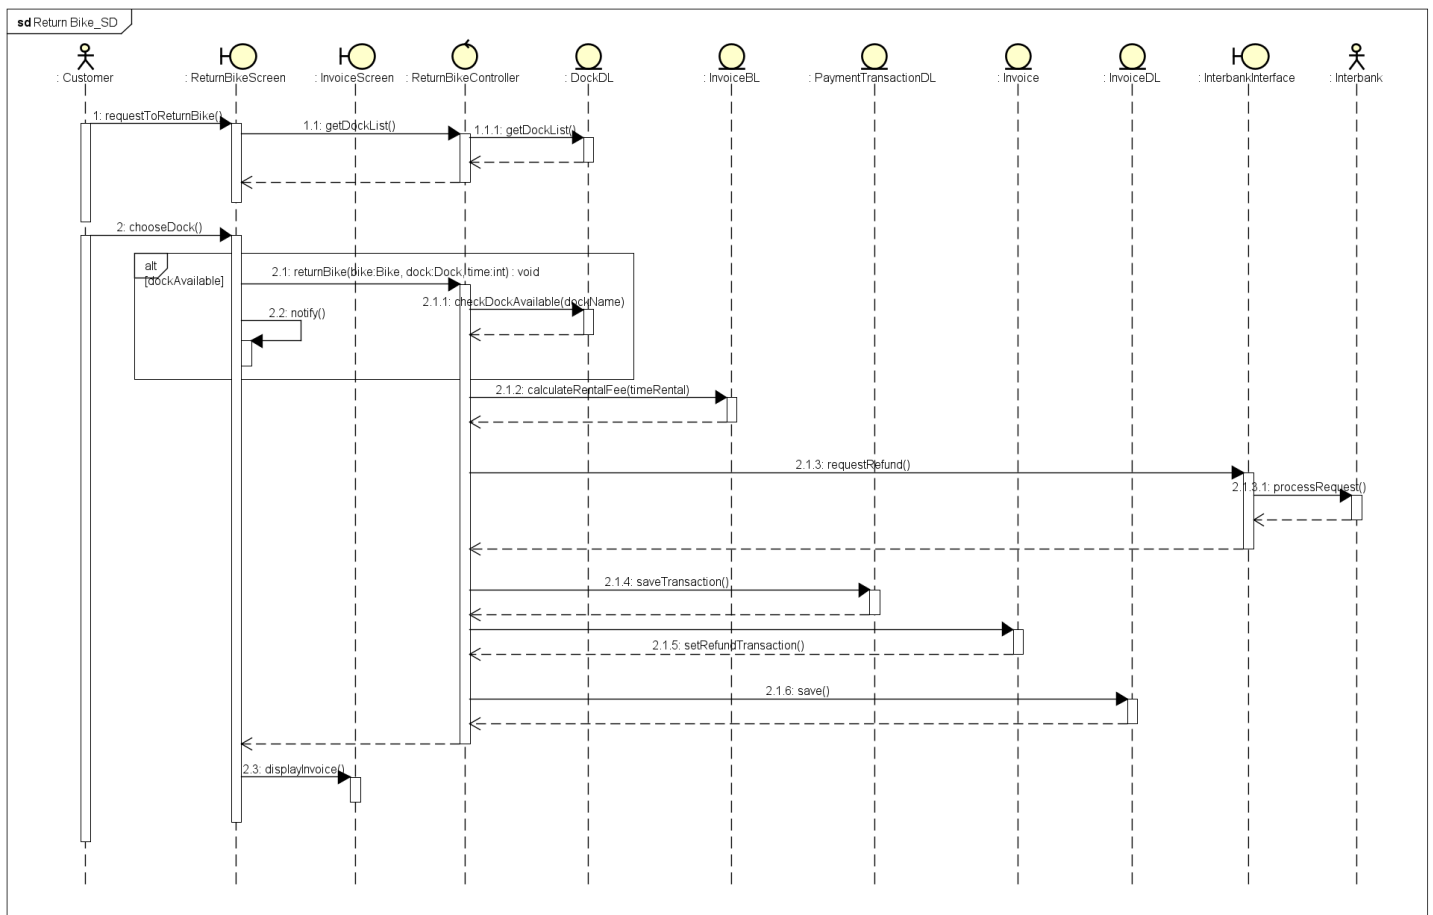 sd Return Bike_SD
: Customer
: ReturnBikeScreen
: InvoiceScreen
: ReturnBikeController
: DockDL
: InvoiceBL
: PaymentTransactionDL
: Invoice
: InvoiceDL
: InterbankInterface
: Interbank
1: requestToReturnBike()
1.1: getDockList()
1.1.1: getDockList()
2: chooseDock()
alt
[dockAvailable]
2.1: returnBike(bike:Bike, dock:Dock, time:int) : void
2.1.1: checkDockAvailable(dockName)
2.2: notify()
2.1.2: calculateRentalFee(timeRental)
2.1.3: requestRefund()
2.1.3.1: processRequest()
2.1.4: saveTransaction()
2.1.5: setRefundTransaction()
2.1.6: save()
2.3: displayInvoice()